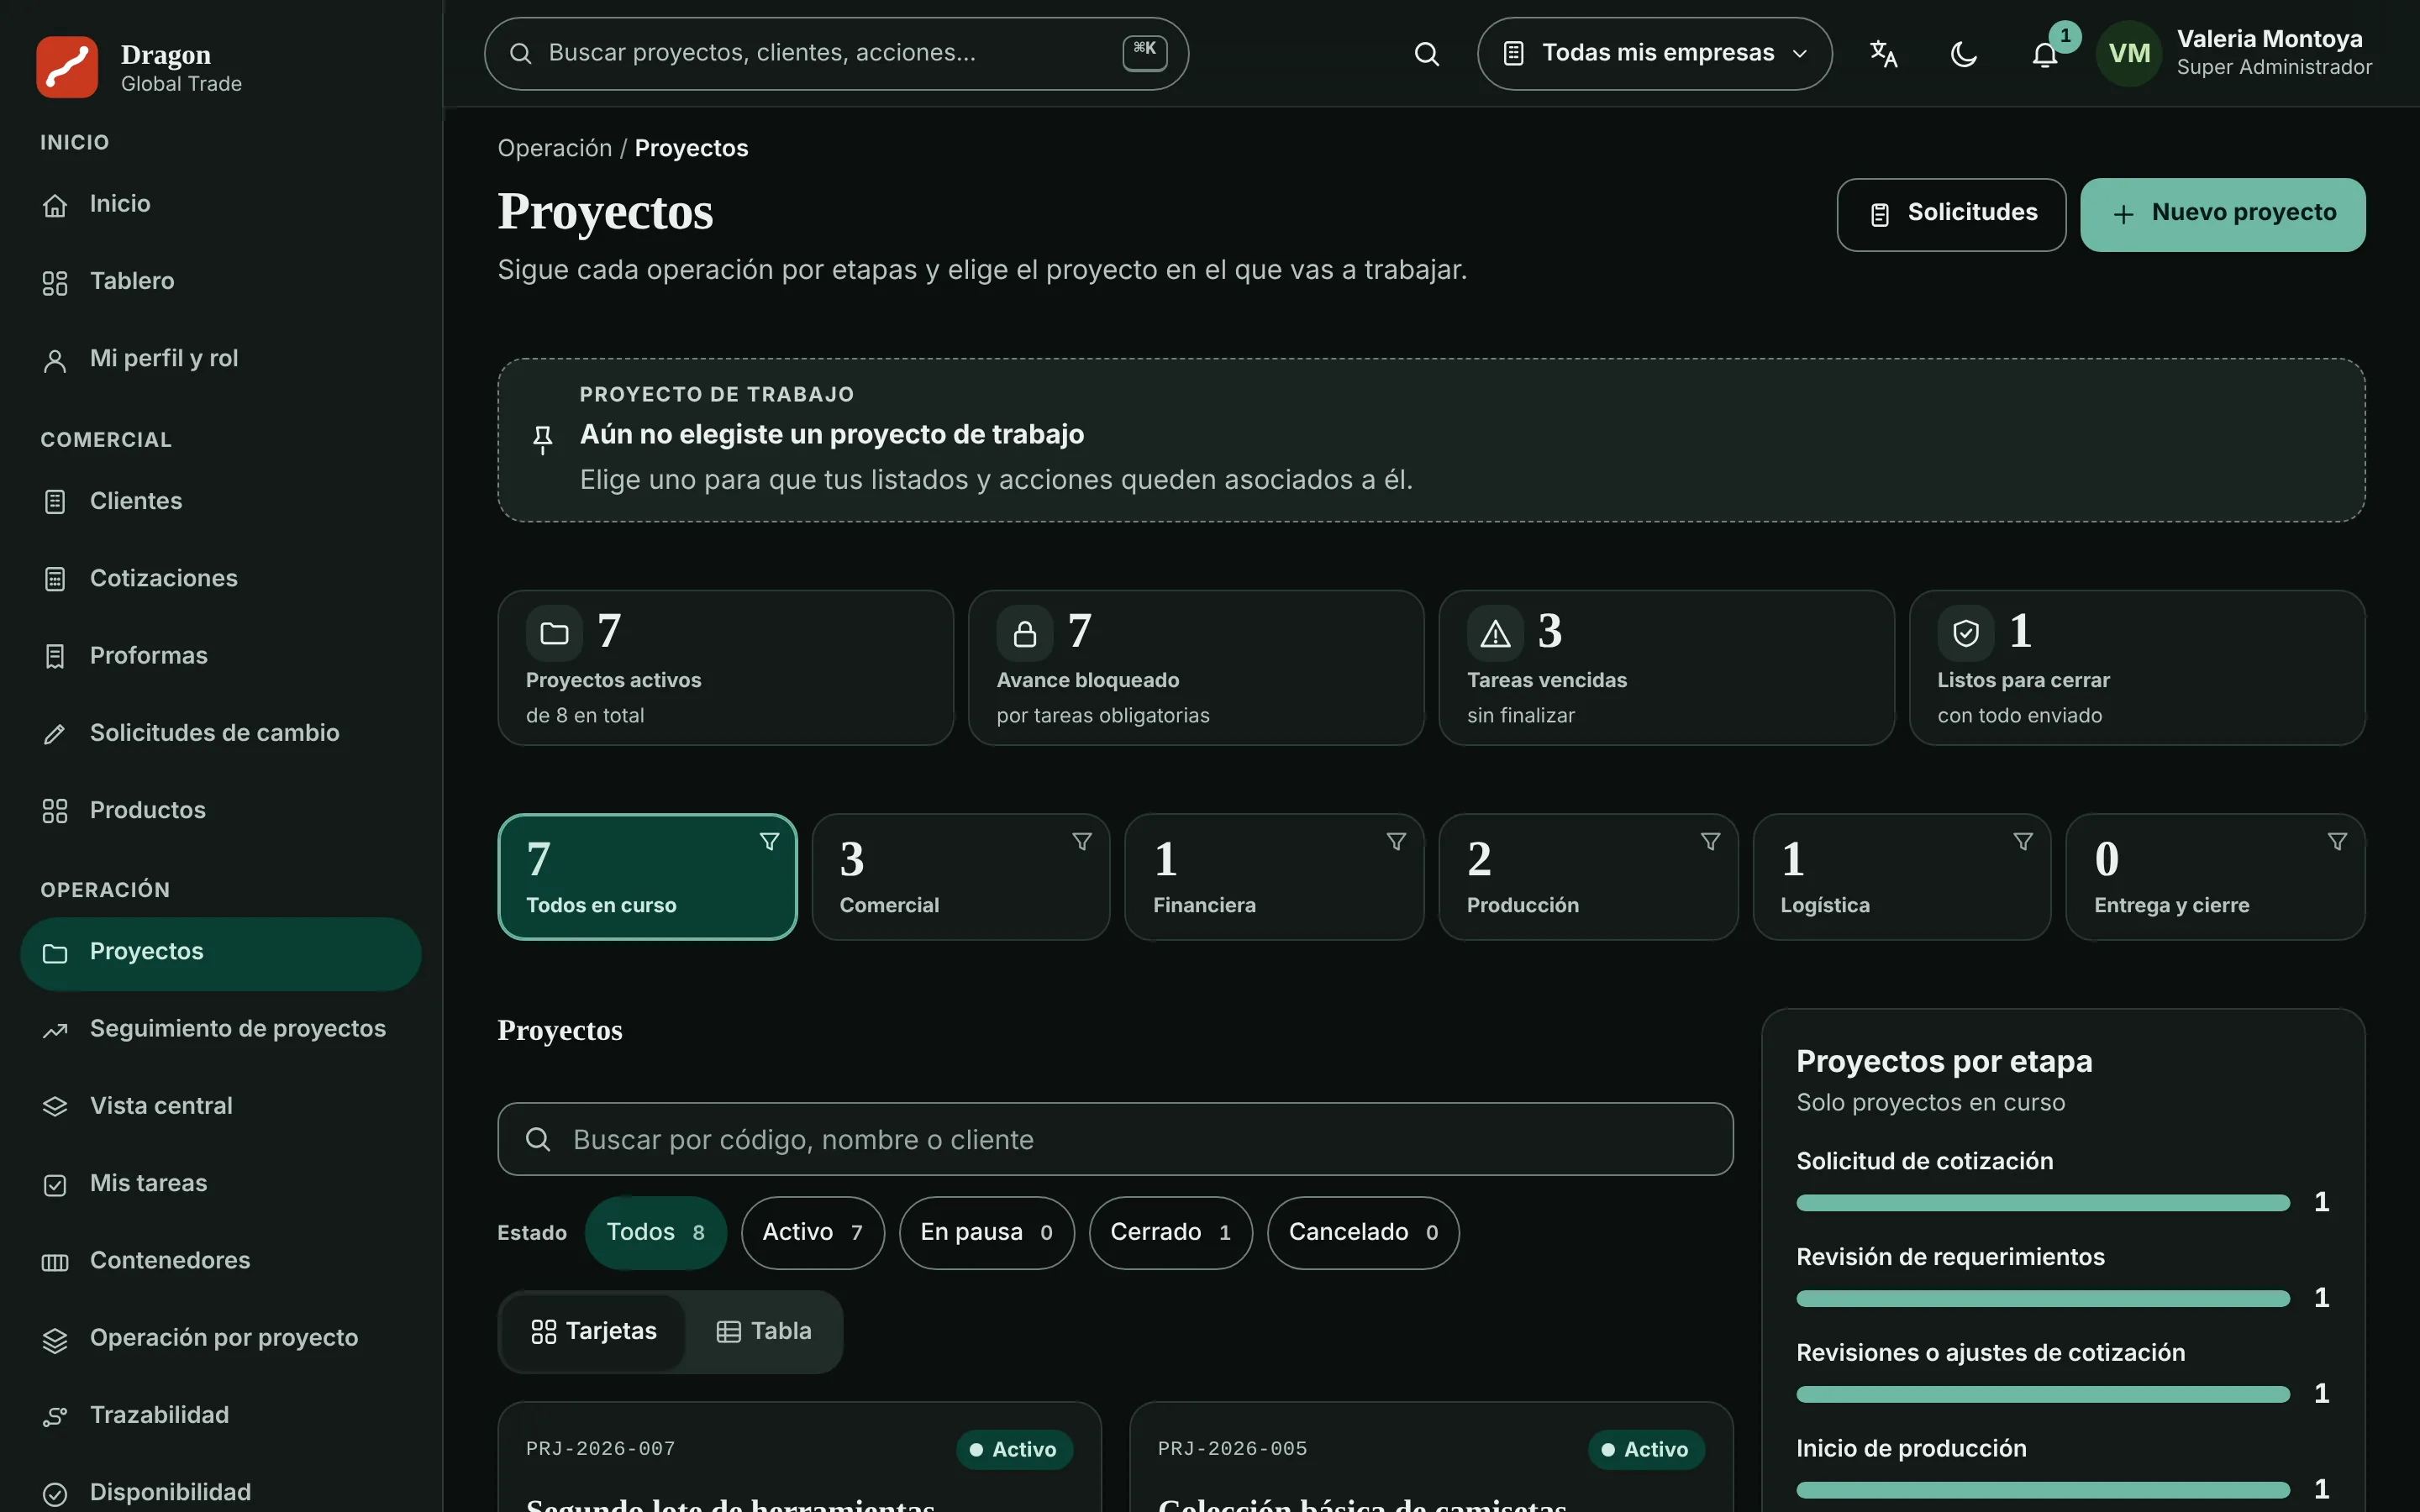 Dragon
Global Trade
INICIO
Inicio
Tablero
Mi perfil y rol
COMERCIAL
Clientes
Cotizaciones
Proformas
Solicitudes de cambio
Productos
OPERACIÓN
Proyectos
Seguimiento de proyectos
Vista central
Mis tareas
Contenedores
Operación por proyecto
Trazabilidad
Disponibilidad
Buscar proyectos, clientes, acciones... ⌘K
Todas mis empresas
1
VM
Valeria Montoya
Super Administrador
Operación / Proyectos
Proyectos
Sigue cada operación por etapas y elige el proyecto en el que vas a trabajar.
Solicitudes
Nuevo proyecto
PROYECTO DE TRABAJO
Aún no elegiste un proyecto de trabajo
Elige uno para que tus listados y acciones queden asociados a él.
7
Proyectos activos
de 8 en total
7
Avance bloqueado
por tareas obligatorias
3
Tareas vencidas
sin finalizar
1
Listos para cerrar
con todo enviado
7
Todos en curso
3
Comercial
1
Financiera
2
Producción
1
Logística
0
Entrega y cierre
Proyectos
Buscar por código, nombre o cliente
Estado Todos 8 Activo 7 En pausa 0 Cerrado 1 Cancelado 0
Tarjetas Tabla
PRJ-2026-007 Activo
Segundo lote de herramientas
PRJ-2026-005 Activo
Colección básica de camisetas
Proyectos por etapa
Solo proyectos en curso
Solicitud de cotización
1
Revisión de requerimientos
1
Revisiones o ajustes de cotización
1
Inicio de producción
1